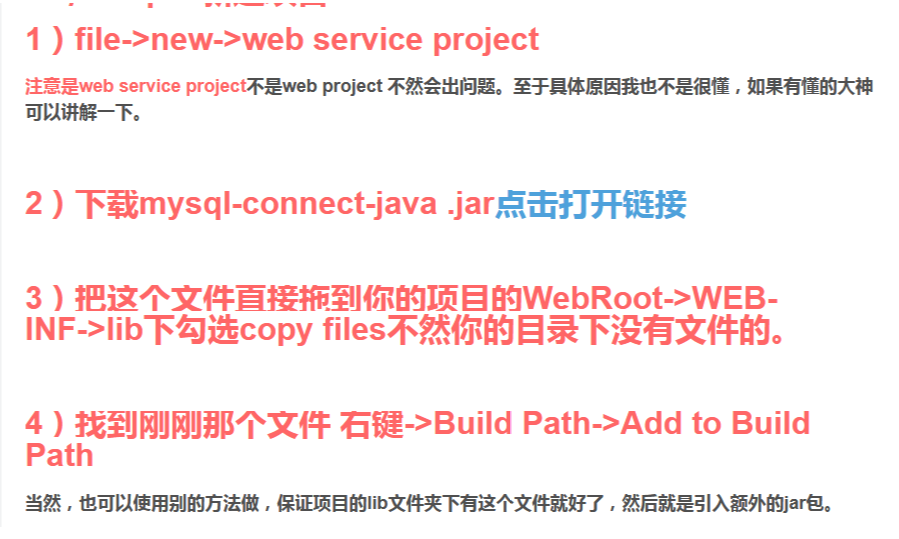 1）file->new->web service project
注意是web service project不是web project 不然会出问题。至于具体原因我也不是很懂，如果有懂的大神
可以讲解一下。
2）下载mysql-connect-java .jar点击打开链接
3）把这个文件直接拖到你的项目的WebRoot->WEB-
INF->lib下勾选copy files不然你的目录下没有文件的。
4）找到刚刚那个文件 右键->Build Path->Add to Build
Path
当然，也可以使用别的方法做，保证项目的lib文件夹下有这个文件就好了，然后就是引入额外的jar包。